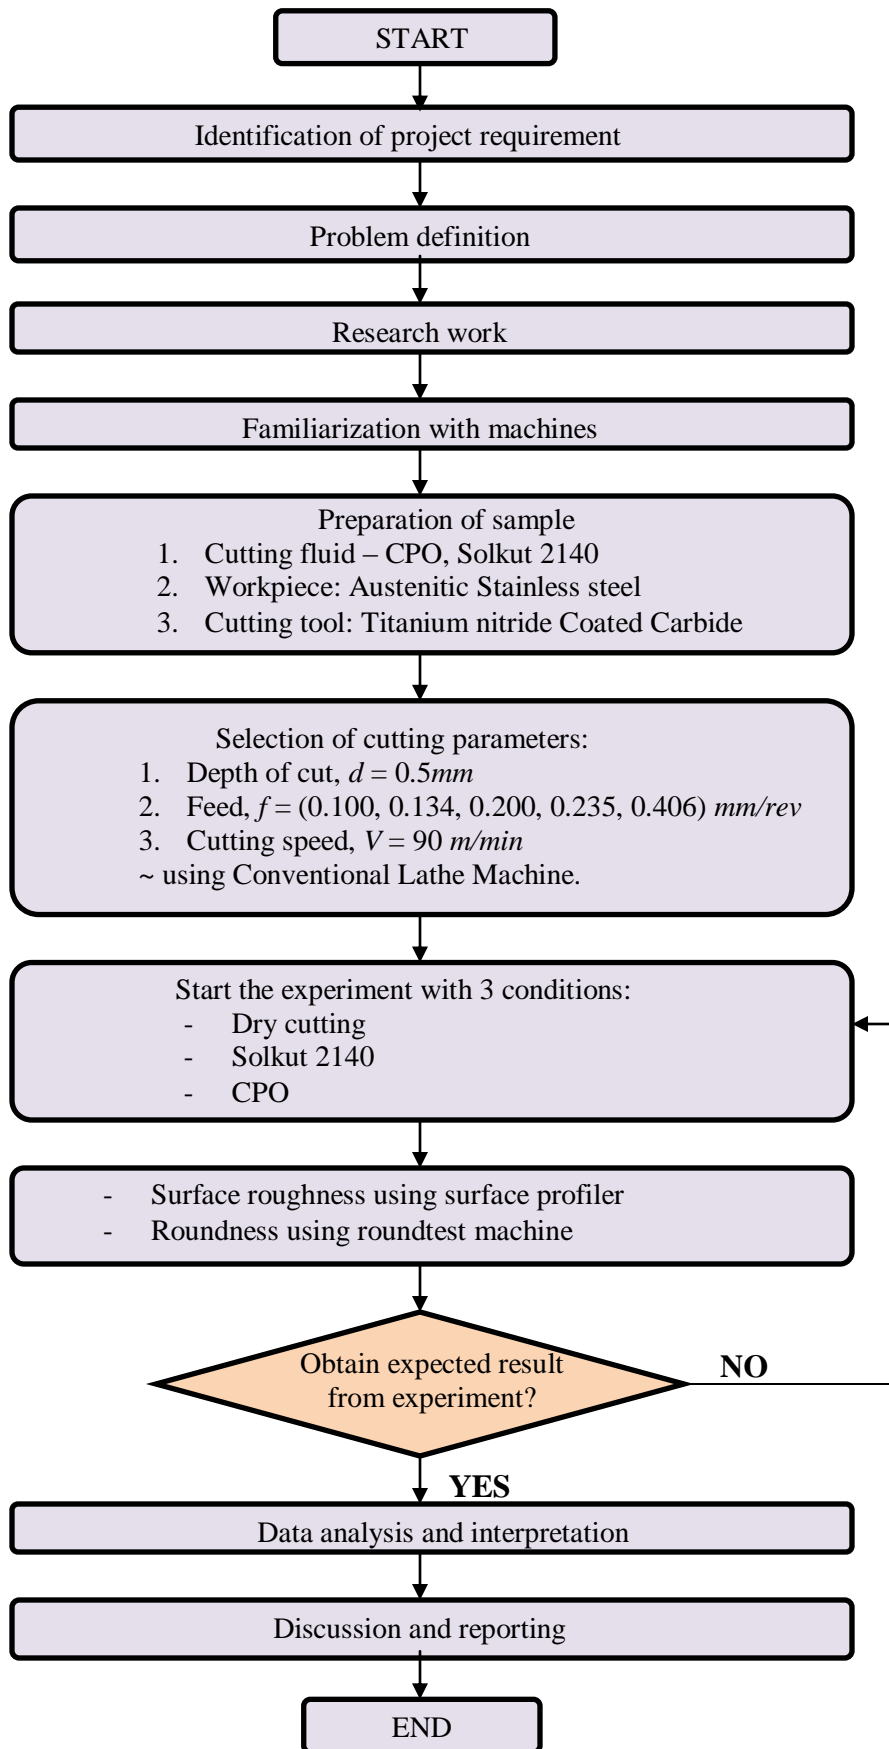 START
Identification of project requirement
Problem definition
Research work
Familiarization with machines
Preparation of sample
1. Cutting fluid – CPO, Solkut 2140
2. Workpiece: Austenitic Stainless steel
3. Cutting tool: Titanium nitride Coated Carbide
Selection of cutting parameters:
1. Depth of cut, d = 0.5mm
2. Feed, f = (0.100, 0.134, 0.200, 0.235, 0.406) mm/rev
3. Cutting speed, V = 90 m/min
~ using Conventional Lathe Machine.
Start the experiment with 3 conditions:
- Dry cutting
- Solkut 2140
- CPO
- Surface roughness using surface profiler
- Roundness using roundtest machine
Obtain expected result
from experiment?
NO
YES
Data analysis and interpretation
Discussion and reporting
END